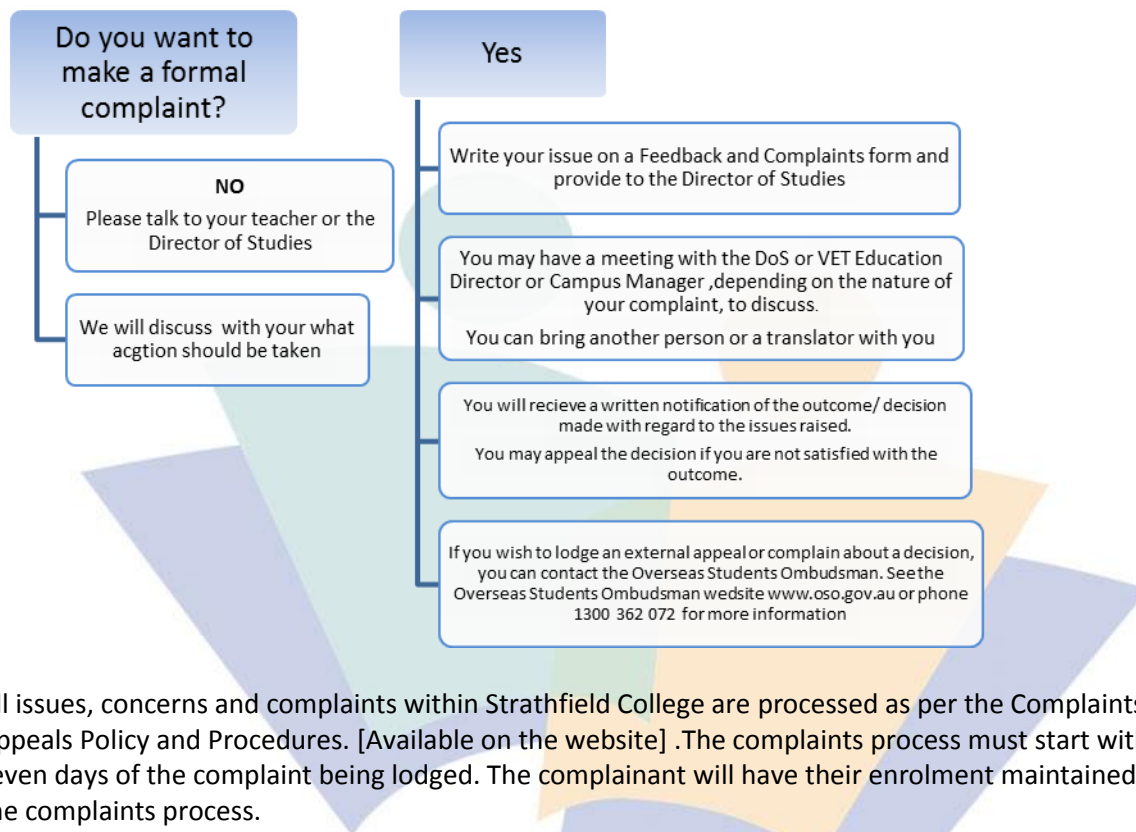 Do you want to
make a formal
complaint?
NO
Please talk to your teacher or the
Director of Studies
We will discuss with your what
acgtion should be taken
Yes
Write your issue on a Feedback and Complaints form and
provide to the Director of Studies
You may have a meeting with the DoS or VET Education
Director or Campus Manager ,depending on the nature of
your complaint, to discuss.
You can bring another person or a translator with you
You will recieve a written notification of the outcome/ decision
made with regard to the issues raised.
You may appeal the decision if you are not satisfied with the
outcome.
If you wish to lodge an external appeal or complain about a decision,
you can contact the Overseas Students Ombudsman. See the
Overseas Students Ombudsman wedsite www.oso.gov.au or phone
1300 362 072 for more information
ll issues, concerns and complaints within Strathfield College are processed as per the Complaints
ppeals Policy and Procedures. [Available on the website] .The complaints process must start with
even days of the complaint being lodged. The complainant will have their enrolment maintained
he complaints process.